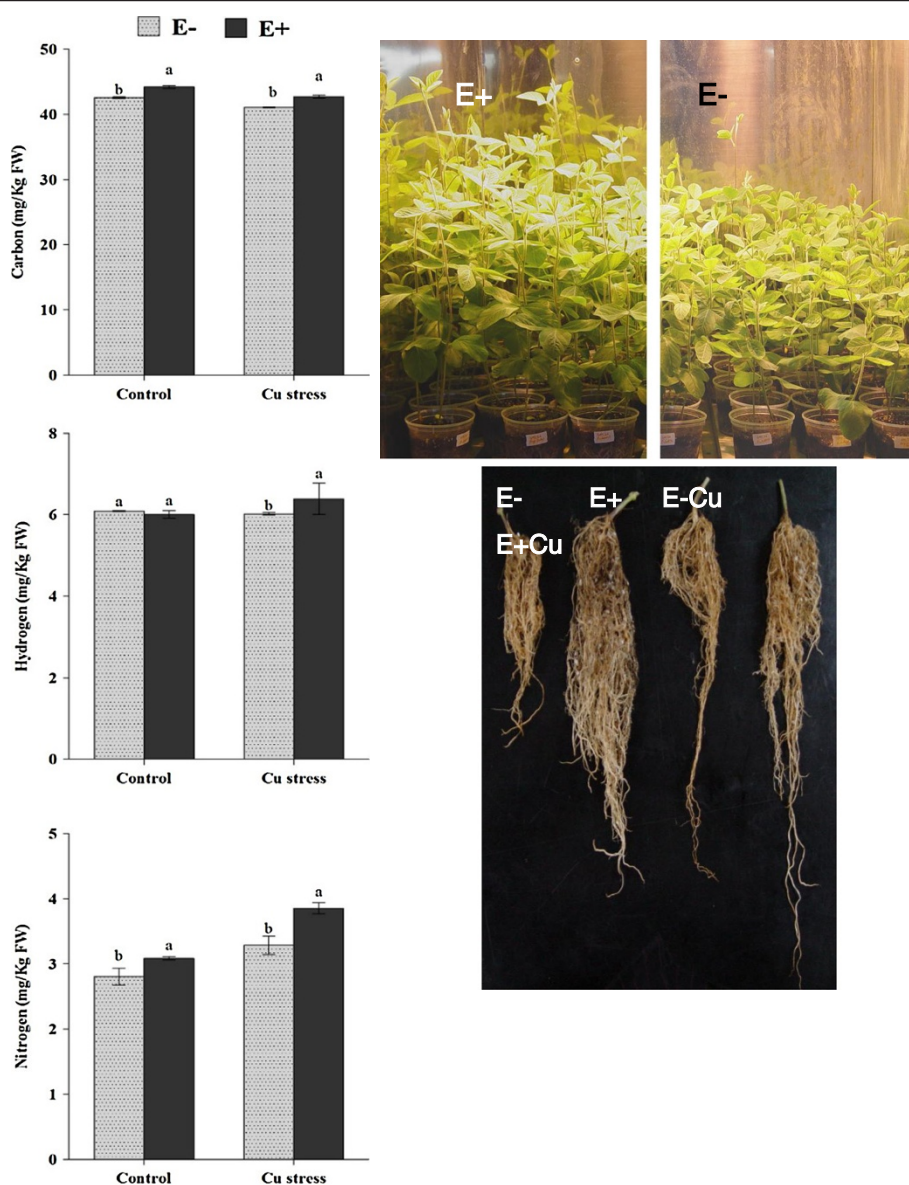 E- E+
50
40
30
20
10
0
Carbon (mg/Kg FW)
b a b a
Control Cu stress
8
6
4
2
0
Hydrogen (mg/Kg FW)
a a b a
Control Cu stress
5
4
3
2
1
0
Nitrogen (mg/Kg FW)
b a b a
Control Cu stress
E+ E-
E- E+ E-Cu
E+Cu